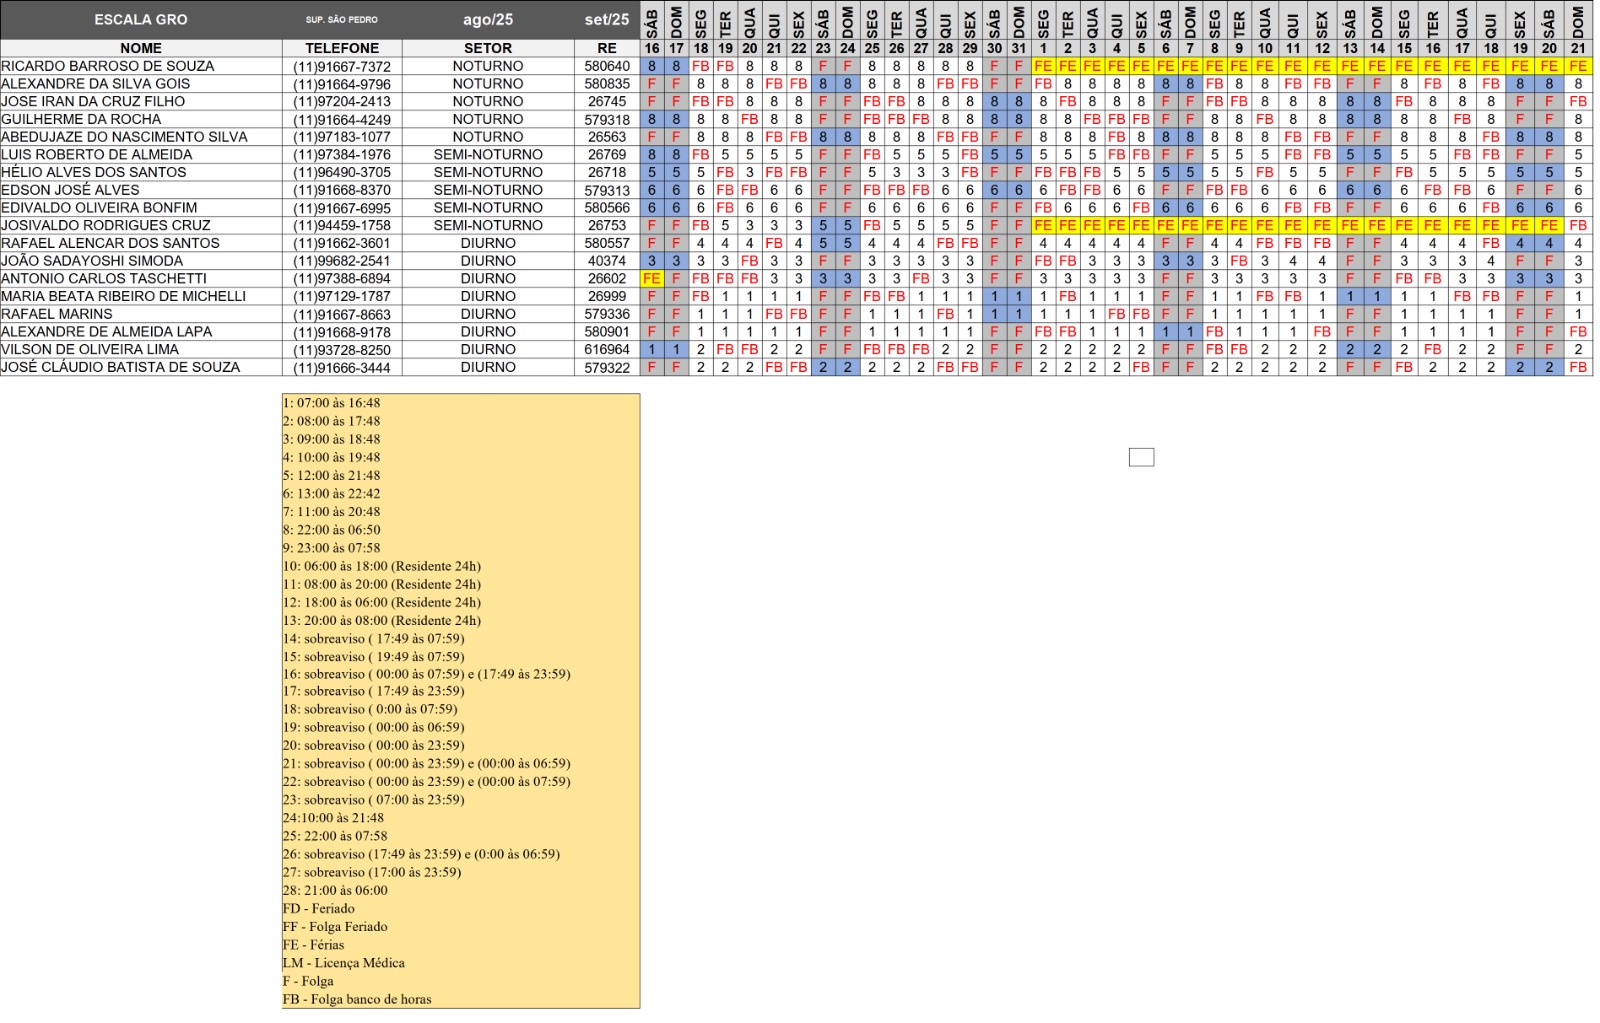 ESCALA GRO SUP. SÃO PEDRO ago/25 set/25 SÁB DOM SEG TER QUA QUI SEX SÁB DOM SEG TER QUA QUI SEX SÁB DOM SEG TER QUA QUI SEX SÁB DOM SEG TER QUA QUI SEX SÁB DOM SEG TER QUA QUI SEX SÁB DOM
NOME TELEFONE SETOR RE 16 17 18 19 20 21 22 23 24 25 26 27 28 29 30 31 1 2 3 4 5 6 7 8 9 10 11 12 13 14 15 16 17 18 19 20 21
RICARDO BARROSO DE SOUZA (11)91667-7372 NOTURNO 580640 8 8 FB FB 8 8 8 F F 8 8 8 8 8 F F FE FE FE FE FE FE FE FE FE FE FE FE FE FE FE FE FE FE FE FE FE
ALEXANDRE DA SILVA GOIS (11)91664-9796 NOTURNO 580835 F F 8 8 8 FB FB 8 8 8 8 8 FB FB F F FB 8 8 8 8 8 8 FB 8 8 FB FB F F 8 FB 8 FB 8 8 8
JOSE IRAN DA CRUZ FILHO (11)97204-2413 NOTURNO 26745 F F FB FB 8 8 8 F F FB FB 8 8 8 8 8 8 FB 8 8 8 F F FB FB 8 8 8 8 8 FB 8 8 8 F F FB
GUILHERME DA ROCHA (11)91664-4249 NOTURNO 579318 8 8 8 8 FB 8 8 F F FB FB FB 8 8 8 8 8 8 FB FB FB F F 8 8 FB 8 8 8 8 8 8 FB 8 F F 8
ABEDUJAZE DO NASCIMENTO SILVA (11)97183-1077 NOTURNO 26563 F F 8 8 8 FB FB 8 8 8 8 8 FB FB F F 8 8 8 FB 8 8 8 8 8 8 FB FB F F 8 8 8 FB 8 8 8
LUIS ROBERTO DE ALMEIDA (11)97384-1976 SEMI-NOTURNO 26769 8 8 FB 5 5 5 5 F F FB 5 5 5 FB 5 5 5 5 5 FB FB F F 5 5 5 FB FB 5 5 5 5 FB FB F F 5
HÉLIO ALVES DOS SANTOS (11)96490-3705 SEMI-NOTURNO 26718 5 5 5 FB 3 FB FB F F 5 3 3 3 FB F F FB FB FB 5 5 5 5 5 5 FB 5 5 F F FB 5 5 5 5 5 5
EDSON JOSÉ ALVES (11)91668-8370 SEMI-NOTURNO 579313 6 6 6 FB FB 6 6 F F FB FB FB 6 6 6 6 6 FB FB 6 6 F F FB FB 6 6 6 6 6 6 FB FB 6 F F 6
EDIVALDO OLIVEIRA BONFIM (11)91667-6995 SEMI-NOTURNO 580566 6 6 6 FB 6 6 6 F F 6 6 6 6 6 F F FB 6 6 6 FB 6 6 6 6 6 FB FB F F 6 6 6 FB 6 6 6
JOSIVALDO RODRIGUES CRUZ (11)94459-1758 SEMI-NOTURNO 26753 F F FB 5 3 3 3 5 5 FB 5 5 5 5 F F FE FE FE FE FE FE FE FE FE FE FE FE FE FE FE FE FE FE FE FE FB
RAFAEL ALENCAR DOS SANTOS (11)91662-3601 DIURNO 580557 F F 4 4 4 FB 4 5 5 4 4 4 FB FB F F 4 4 4 4 4 F F 4 4 FB FB FB F F 4 4 4 FB 4 4 4
JOÃO SADAYOSHI SIMODA (11)99682-2541 DIURNO 40374 3 3 3 3 FB 3 3 F F 3 3 3 3 FB F F FB FB 3 3 3 3 3 3 FB 3 4 4 F F FB 3 3 4 F F 3
ANTONIO CARLOS TASCHETTI (11)97388-6894 DIURNO 26602 FE F FB FB FB 3 3 3 3 3 3 FB 3 3 F F 3 3 3 3 3 F F 3 3 3 3 3 F F FB FB 3 3 3 3 3
MARIA BEATA RIBEIRO DE MICHELLI (11)97129-1787 DIURNO 26999 F F FB 1 1 1 1 F F FB FB 1 1 1 1 1 1 FB 1 1 1 F F 1 1 FB FB 1 1 1 1 1 FB FB F F 1
RAFAEL MARINS (11)91667-8663 DIURNO 579336 F F 1 1 1 FB FB F F 1 1 1 FB 1 1 1 1 1 1 FB FB F F 1 1 1 1 1 F F 1 1 1 1 F F 1
ALEXANDRE DE ALMEIDA LAPA (11)91668-9178 DIURNO 580901 F F 1 1 1 1 1 F F 1 1 1 1 1 F F FB FB 1 1 1 1 1 FB 1 1 1 FB F F 1 1 1 1 F F FB
VILSON DE OLIVEIRA LIMA (11)93728-8250 DIURNO 616964 1 1 2 FB FB 2 2 F F FB FB FB 2 2 F F 2 2 2 2 2 F F FB FB 2 2 2 2 2 2 FB 2 2 F F 2
JOSÉ CLÁUDIO BATISTA DE SOUZA (11)91666-3444 DIURNO 579322 F F 2 2 2 FB FB 2 2 2 2 2 FB FB F F 2 2 2 2 FB F F 2 2 2 2 2 F F FB 2 2 2 2 2 FB
1: 07:00 às 16:48
2: 08:00 às 17:48
3: 09:00 às 18:48
4: 10:00 às 19:48
5: 12:00 às 21:48
6: 13:00 às 22:42
7: 11:00 às 20:48
8: 22:00 às 06:50
9: 23:00 às 07:58
10: 06:00 às 18:00 (Residente 24h)
11: 08:00 às 20:00 (Residente 24h)
12: 18:00 às 06:00 (Residente 24h)
13: 20:00 às 08:00 (Residente 24h)
14: sobreaviso ( 17:49 às 07:59)
15: sobreaviso ( 19:49 às 07:59)
16: sobreaviso ( 00:00 às 07:59) e (17:49 às 23:59)
17: sobreaviso ( 17:49 às 23:59)
18: sobreaviso ( 0:00 às 07:59)
19: sobreaviso ( 00:00 às 06:59)
20: sobreaviso ( 00:00 às 23:59)
21: sobreaviso ( 00:00 às 23:59) e (00:00 às 06:59)
22: sobreaviso ( 00:00 às 23:59) e (00:00 às 07:59)
23: sobreaviso ( 07:00 às 23:59)
24:10:00 às 21:48
25: 22:00 às 07:58
26: sobreaviso (17:49 às 23:59) e (0:00 às 06:59)
27: sobreaviso (17:00 às 23:59)
28: 21:00 às 06:00
FD - Feriado
FF - Folga Feriado
FE - Férias
LM - Licença Médica
F - Folga
FB - Folga banco de horas